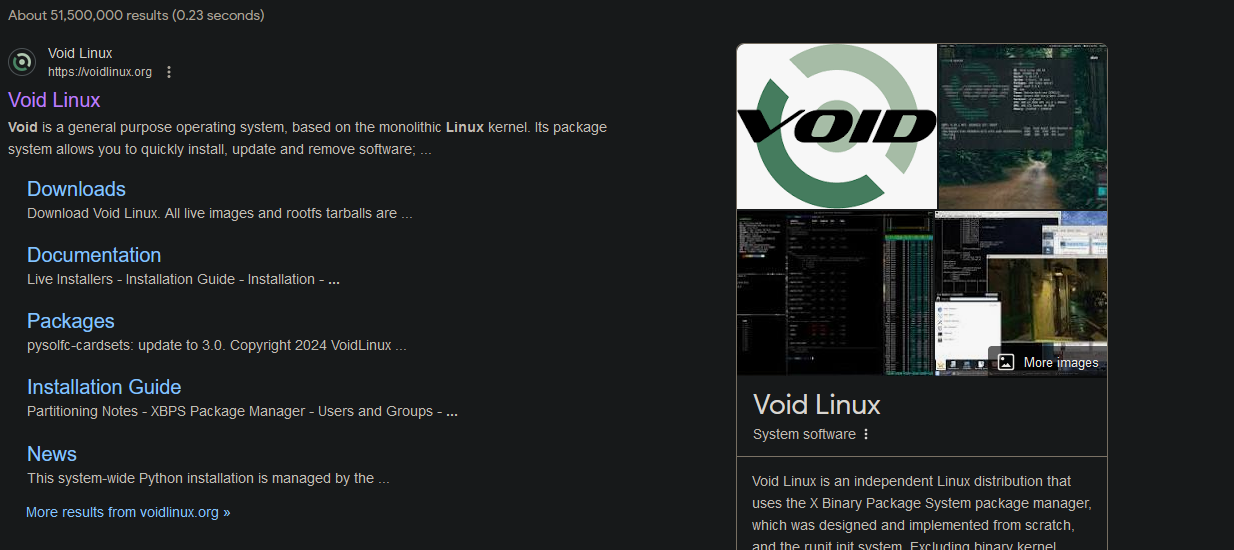 About 51,500,000 results (0.23 seconds)
Void Linux
https://voidlinux.org
Void Linux
Void is a general purpose operating system, based on the monolithic Linux kernel. Its package
system allows you to quickly install, update and remove software; ...
Downloads
Download Void Linux. All live images and rootfs tarballs are ...
Documentation
Live Installers - Installation Guide - Installation - ...
Packages
pysolfc-cardsets: update to 3.0. Copyright 2024 VoidLinux ...
Installation Guide
Partitioning Notes - XBPS Package Manager - Users and Groups - ...
News
This system-wide Python installation is managed by the ...
More results from voidlinux.org »
VOID
More images
Void Linux
System software
Void Linux is an independent Linux distribution that
uses the X Binary Package System package manager,
which was designed and implemented from scratch,
and the runit init system. Excluding binary kernel